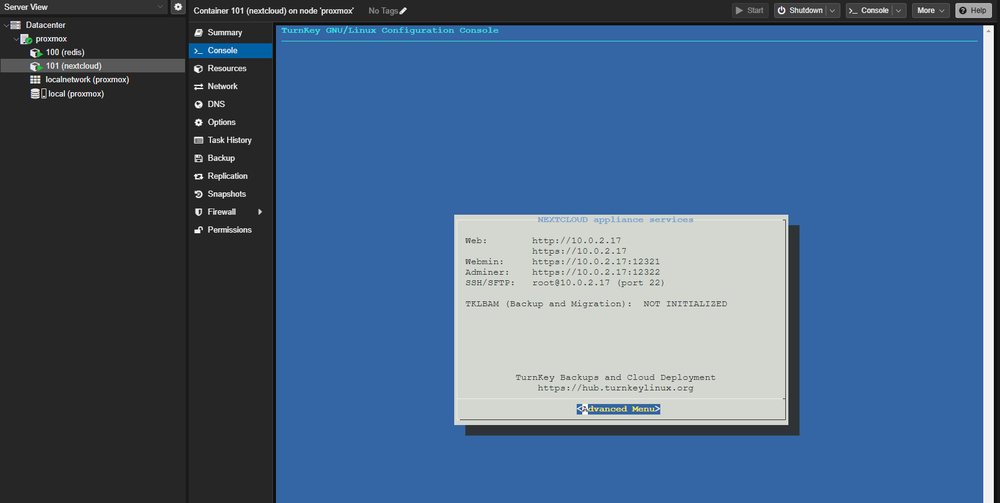 Server View
Container 101 (nextcloud) on node 'proxmox'
No Tags
Start
Shutdown
Console
More
Help
Datacenter
proxmox
100 (redis)
101 (nextcloud)
localnetwork (proxmox)
local (proxmox)
Summary
Console
Resources
Network
DNS
Options
Task History
Backup
Replication
Snapshots
Firewall
Permissions
TurnKey GNU/Linux Configuration Console
NEXTCLOUD appliance services
Web: http://10.0.2.17
https://10.0.2.17
Webmin: https://10.0.2.17:12321
Adminer: https://10.0.2.17:12322
SSH/SFTP: root@10.0.2.17 (port 22)
TKLBAM (Backup and Migration): NOT INITIALIZED
TurnKey Backups and Cloud Deployment
https://hub.turnkeylinux.org
<Advanced Menu>